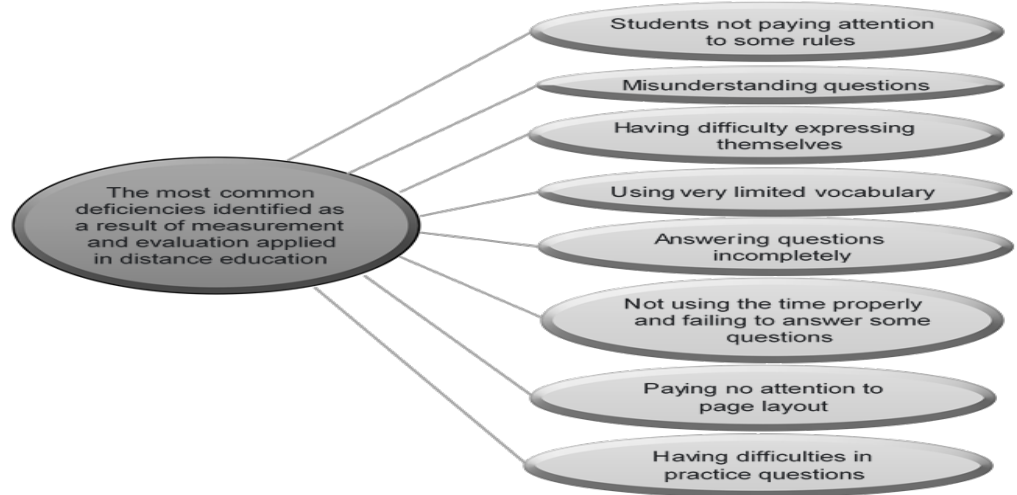 The most common
deficiencies identified as
a result of measurement
and evaluation applied
in distance education
Students not paying attention
to some rules
Misunderstanding questions
Having difficulty expressing
themselves
Using very limited vocabulary
Answering questions
incompletely
Not using the time properly
and failing to answer some
questions
Paying no attention to
page layout
Having difficulties in
practice questions